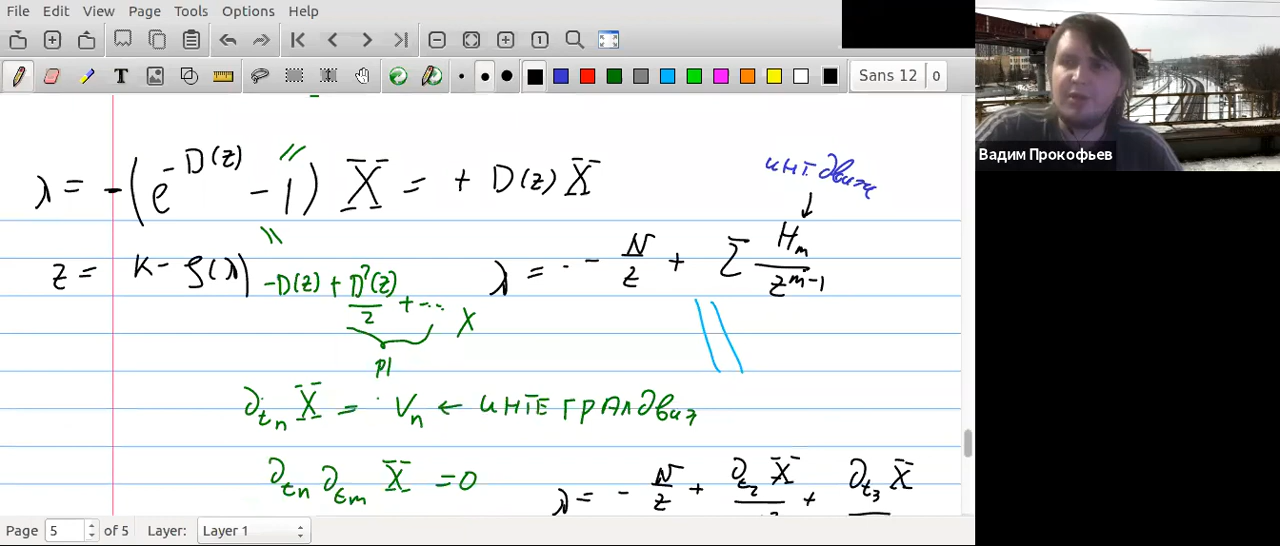 File Edit View Page Tools Options Help
T Sans 12 0
Вадим Прокофьев
λ = -(e^{-D(z)} - 1) X̄ = + D(z) X̄
инт. движ
z = k - ζ(λ)
-D(z) + D²(z)/2 + ... X
λ = - N/z + Σ H_m/z^{m-1}
∂_{t_n} X̄ = V_n ← ИНТЕГРАЛ движ
∂_{t_n} ∂_{t_m} X̄ = 0
λ = - N/z + ∂_{t_2} X̄ + ∂_{t_3} X̄
Page 5 of 5 Layer: Layer 1